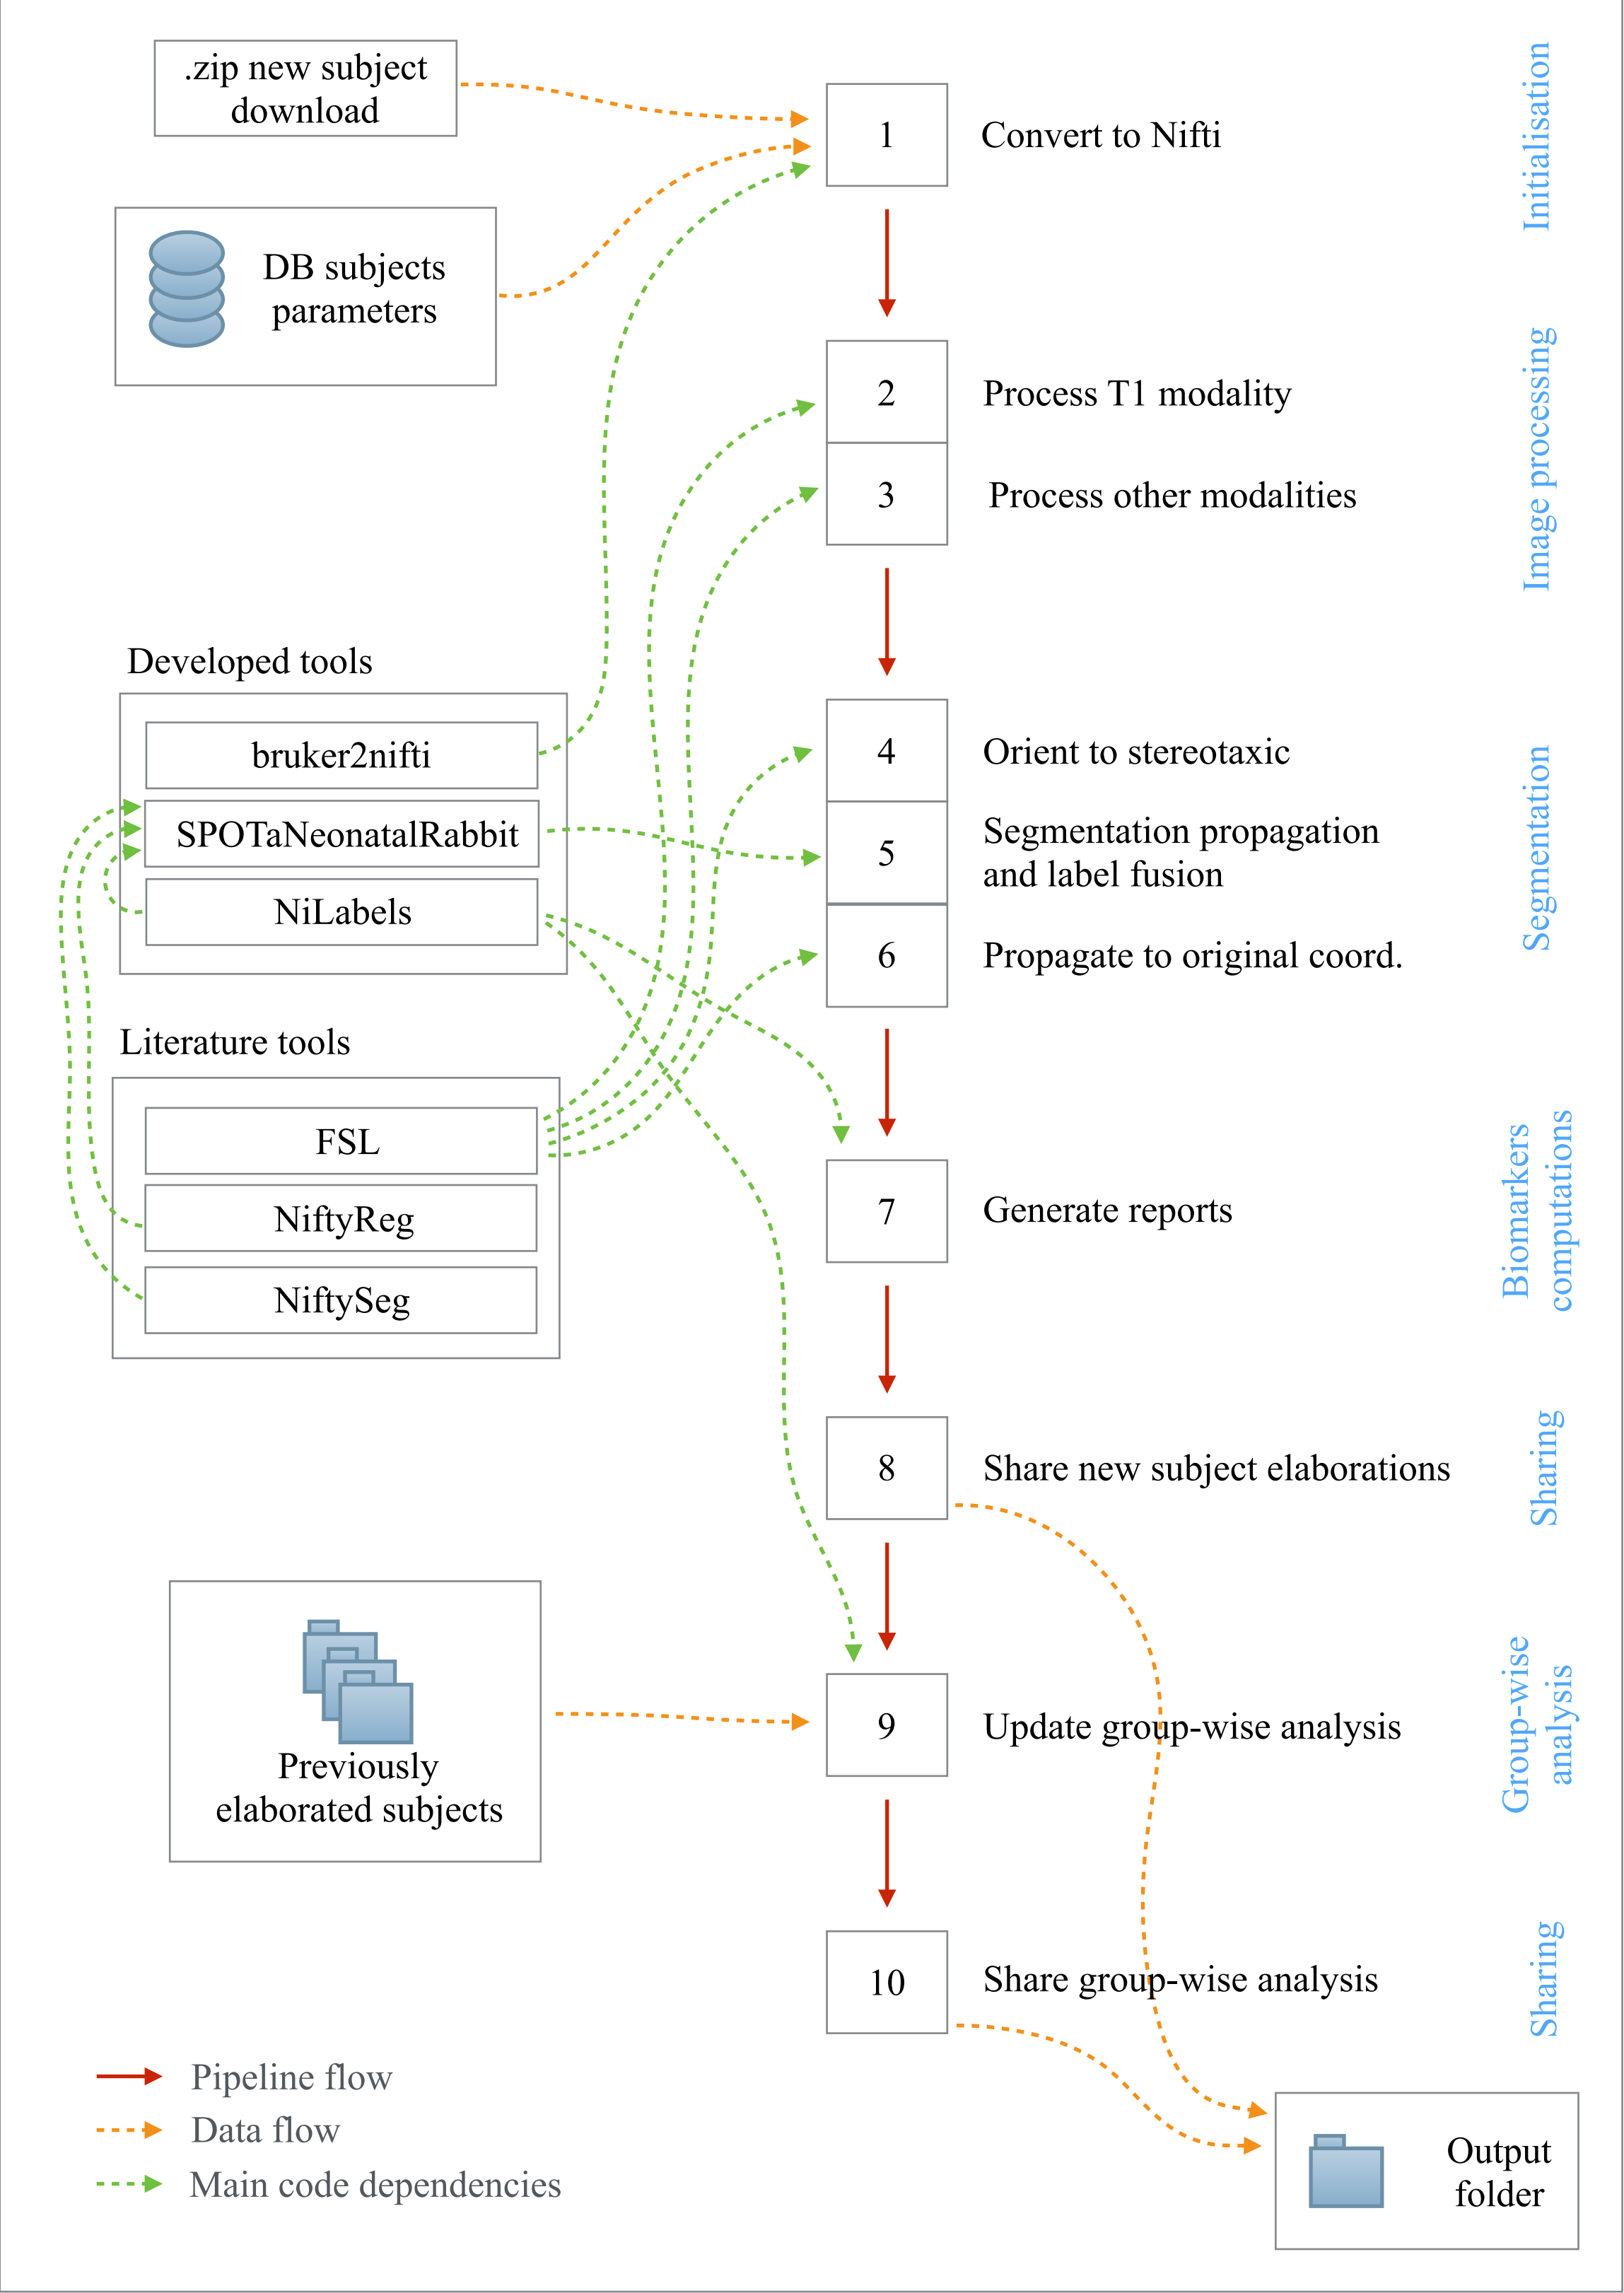 .zip new subject
download
1
Convert to Nifti
Initialisation
DB subjects
parameters
2
Process T1 modality
3
Process other modalities
Image processing
Developed tools
bruker2nifti
SPOTaNeonatalRabbit
NiLabels
4
Orient to stereotaxic
5
Segmentation propagation
and label fusion
6
Propagate to original coord.
Segmentation
Literature tools
FSL
NiftyReg
NiftySeg
7
Generate reports
Biomarkers
computations
8
Share new subject elaborations
Sharing
Previously
elaborated subjects
9
Update group-wise analysis
Group-wise
analysis
10
Share group-wise analysis
Sharing
Pipeline flow
Data flow
Main code dependencies
Output
folder